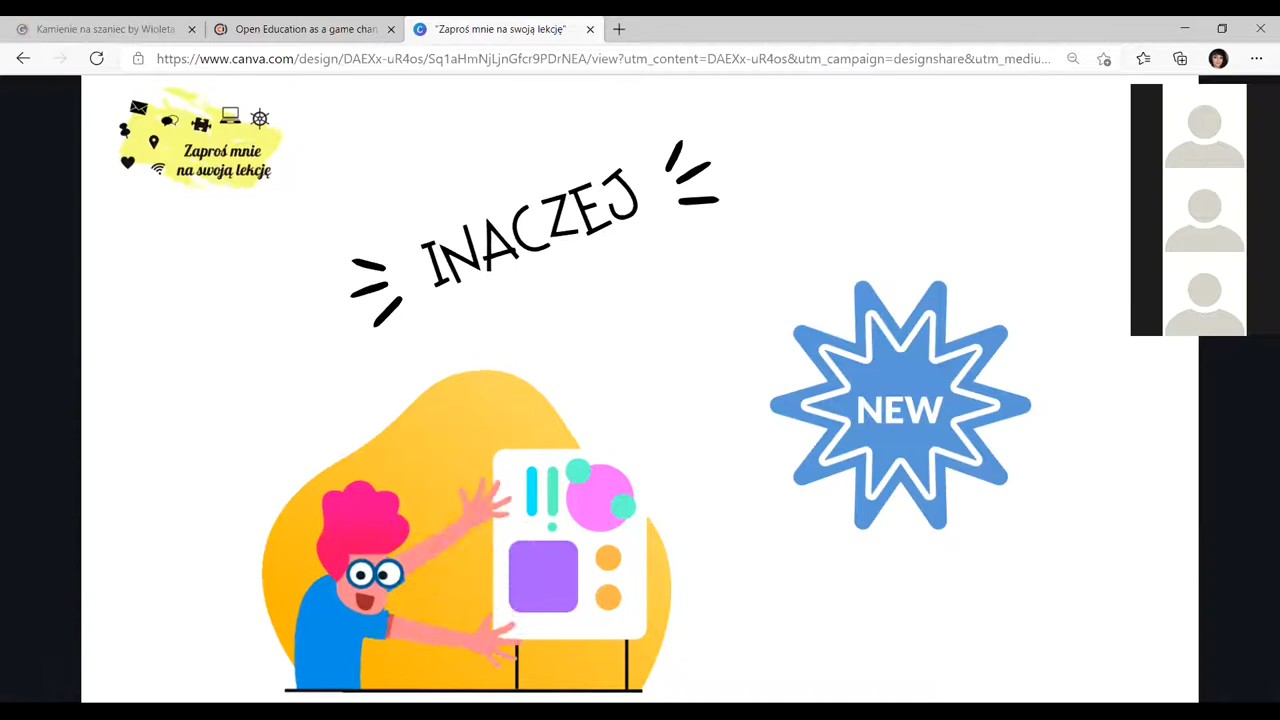 Kamienie na szaniec by Wioleta
Open Education as a game chan
"Zaproś mnie na swoją lekcję"
https://www.canva.com/design/DAEXx-uR4os/Sq1aHmNjLjnGfcr9PDrNEA/view?utm_content=DAEXx-uR4os&utm_campaign=designshare&utm_mediu...
Zaproś mnie
na swoją lekcję
INACZEJ
NEW